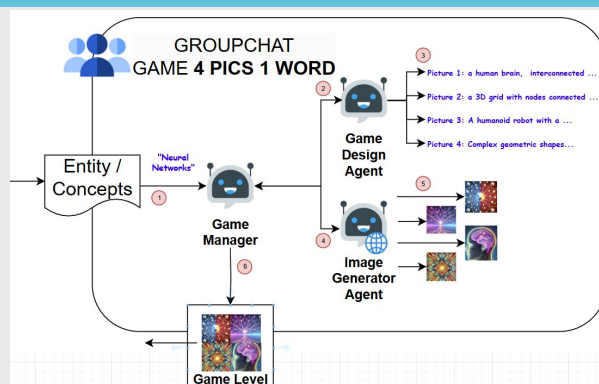 GROUPCHAT
GAME 4 PICS 1 WORD
3
Picture 1: a human brain, interconnected ...
2
Picture 2: a 3D grid with nodes connected ...
Picture 3: A humanoid robot with a ...
Picture 4: Complex geometric shapes...
Game
Design
Agent
Entity /
Concepts
"Neural
Networks"
1
Game
Manager
4
5
Image
Generator
Agent
6
Game Level